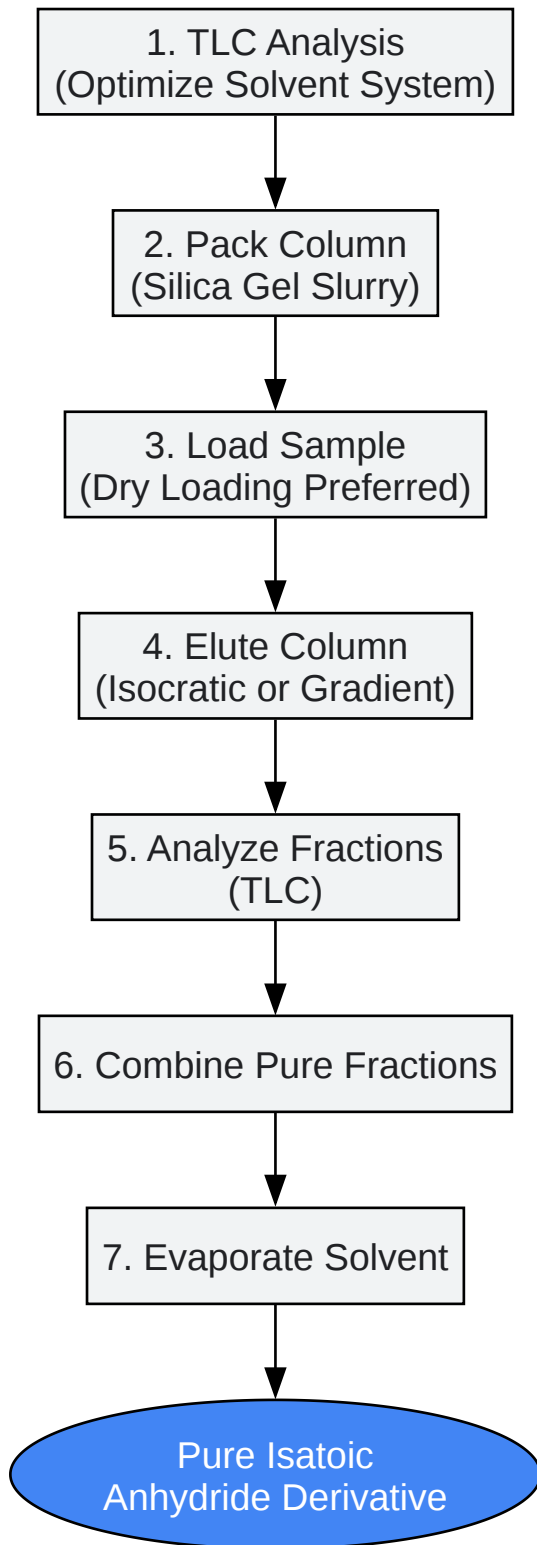 1. TLC Analysis
(Optimize Solvent System)
2. Pack Column
(Silica Gel Slurry)
3. Load Sample
(Dry Loading Preferred)
4. Elute Column
(Isocratic or Gradient)
5. Analyze Fractions
(TLC)
6. Combine Pure Fractions
7. Evaporate Solvent
Pure Isatoic
Anhydride Derivative